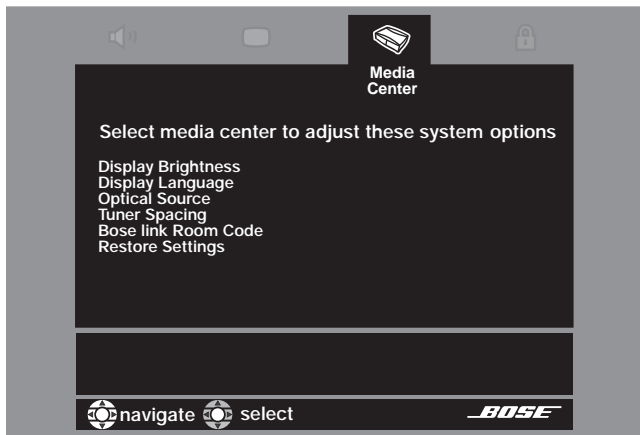 Media
Center
Select media center to adjust these system options
Display Brightness
Display Language
Optical Source
Tuner Spacing
Bose link Room Code
Restore Settings
navigate select BOSE